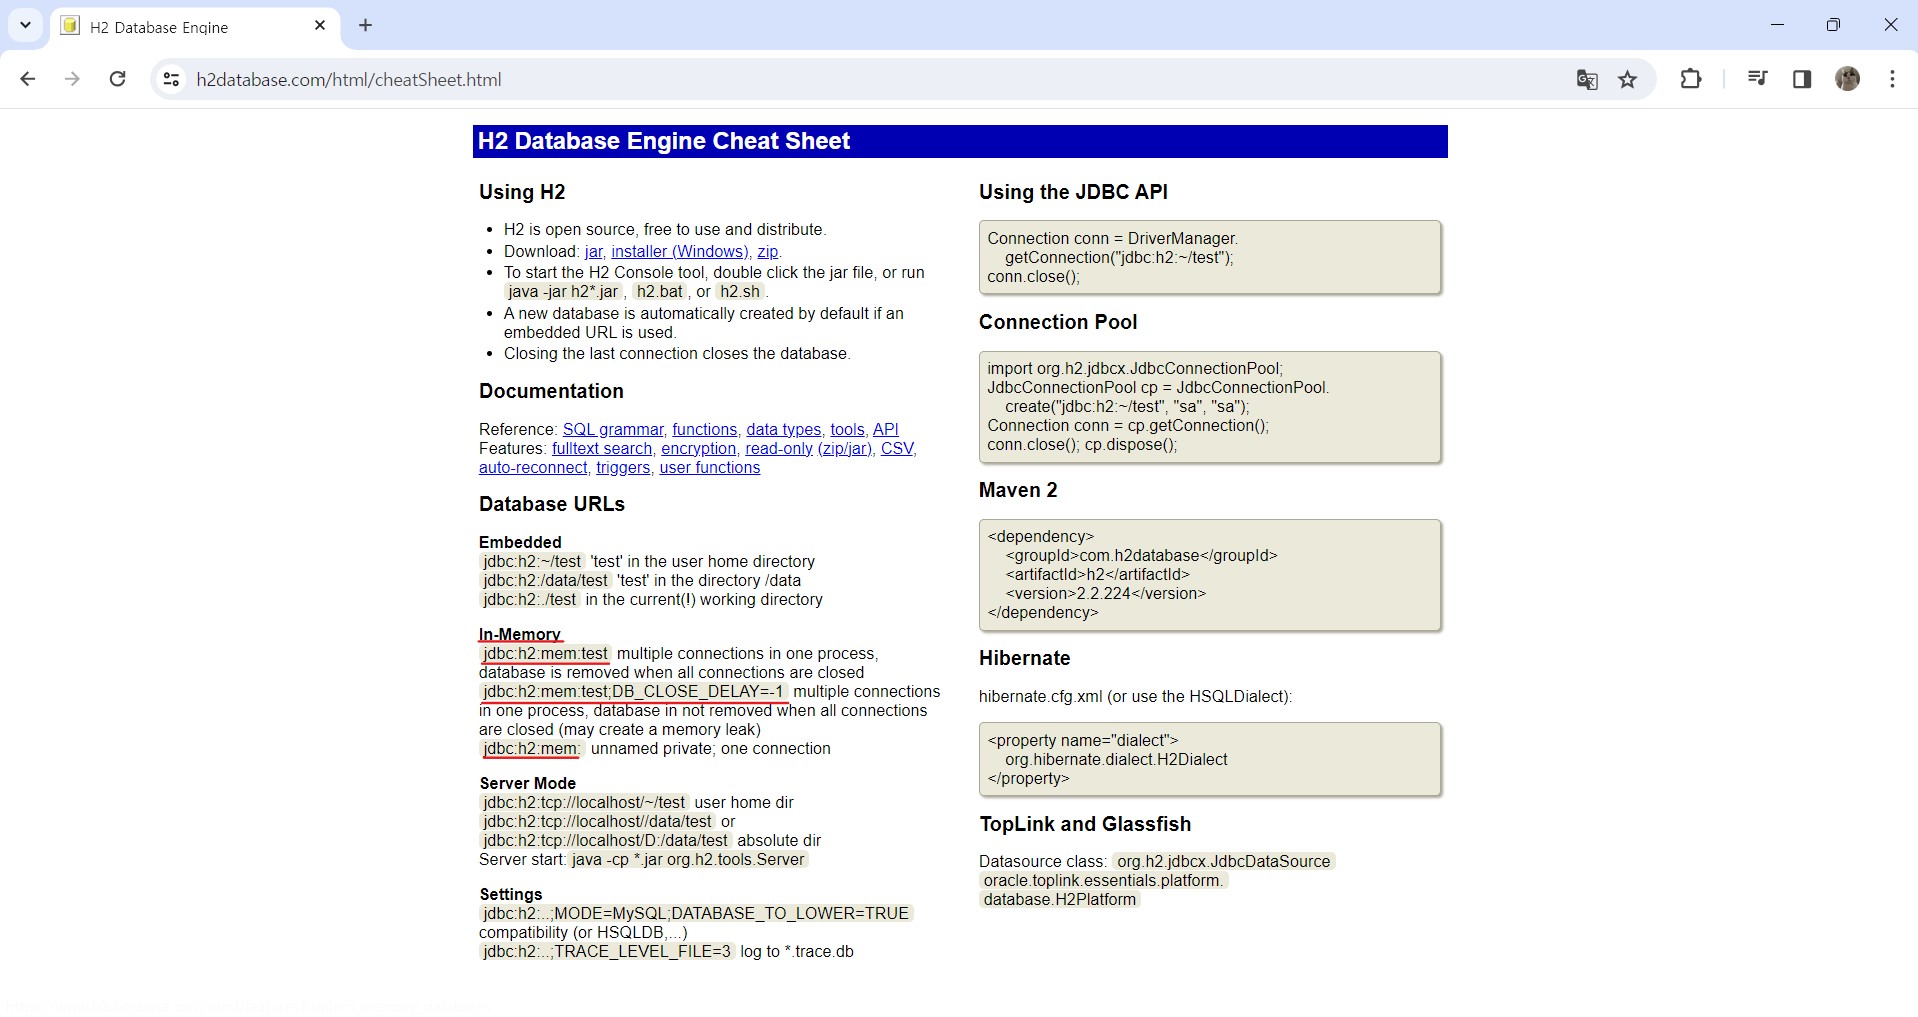 H2 Database Engine
h2database.com/html/cheatSheet.html
H2 Database Engine Cheat Sheet
Using H2
• H2 is open source, free to use and distribute.
• Download: jar, installer (Windows), zip.
• To start the H2 Console tool, double click the jar file, or run
java -jar h2*.jar, h2.bat, or h2.sh.
• A new database is automatically created by default if an
embedded URL is used.
• Closing the last connection closes the database.
Documentation
Reference: SQL grammar, functions, data types, tools, API
Features: fulltext search, encryption, read-only (zip/jar), CSV,
auto-reconnect, triggers, user functions
Database URLs
Embedded
jdbc:h2:~/test 'test' in the user home directory
jdbc:h2:/data/test 'test' in the directory /data
jdbc:h2:./test in the current(!) working directory
In-Memory
jdbc:h2:mem:test multiple connections in one process,
database is removed when all connections are closed
jdbc:h2:mem:test;DB_CLOSE_DELAY=-1 multiple connections
in one process, database in not removed when all connections
are closed (may create a memory leak)
jdbc:h2:mem: unnamed private; one connection
Server Mode
jdbc:h2:tcp://localhost/~/test user home dir
jdbc:h2:tcp://localhost//data/test or
jdbc:h2:tcp://localhost/D:/data/test absolute dir
Server start: java -cp *.jar org.h2.tools.Server
Settings
jdbc:h2:..;MODE=MySQL;DATABASE_TO_LOWER=TRUE
compatibility (or HSQLDB,...)
jdbc:h2:..;TRACE_LEVEL_FILE=3 log to *.trace.db
Using the JDBC API
Connection conn = DriverManager.
getConnection("jdbc:h2:~/test");
conn.close();
Connection Pool
import org.h2.jdbcx.JdbcConnectionPool;
JdbcConnectionPool cp = JdbcConnectionPool.
create("jdbc:h2:~/test", "sa", "sa");
Connection conn = cp.getConnection();
conn.close(); cp.dispose();
Maven 2
<dependency>
<groupId>com.h2database</groupId>
<artifactId>h2</artifactId>
<version>2.2.224</version>
</dependency>
Hibernate
hibernate.cfg.xml (or use the HSQLDialect):
<property name="dialect">
org.hibernate.dialect.H2Dialect
</property>
TopLink and Glassfish
Datasource class: org.h2.jdbcx.JdbcDataSource
oracle.toplink.essentials.platform.
database.H2Platform